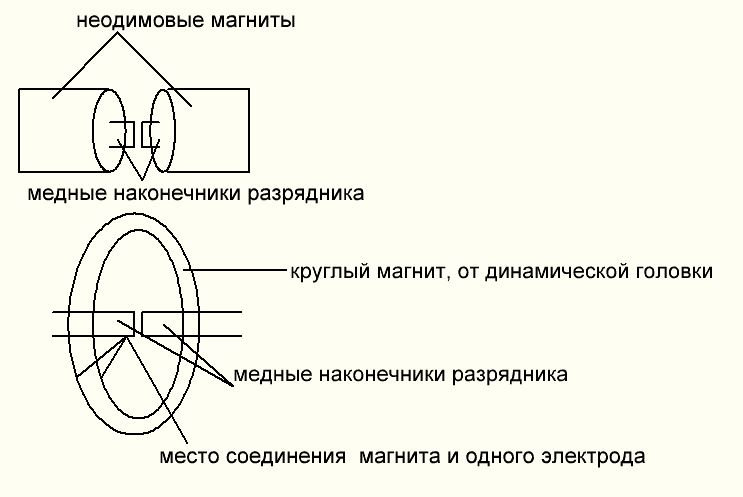 неодимовые магниты
медные наконечники разрядника
круглый магнит, от динамической головки
медные наконечники разрядника
место соединения магнита и одного электрода